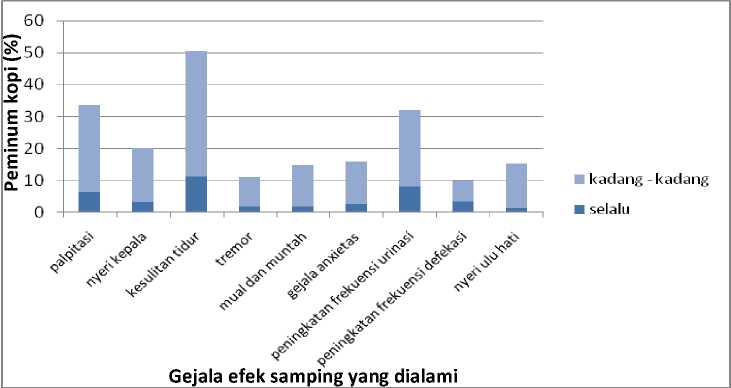 Peminum kopi (%)
60
50
40
30
20
10
0
palpitasi
nyeri kepala
kesulitan tidur
tremor
mual dan muntah
gejala anxietas
peningkatan frekuensi urinasi
peningkatan frekuensi defekasi
nyeri ulu hati
kadang - kadang
selalu
Gejala efek samping yang dialami